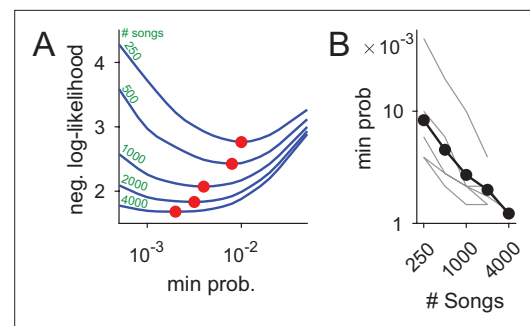 A
# songs
neg. log-likelihood
4
3
2
250
500
1000
2000
4000
10⁻³
10⁻²
min prob.
B
× 10⁻³
min prob
10
1
250
1000
4000
# Songs